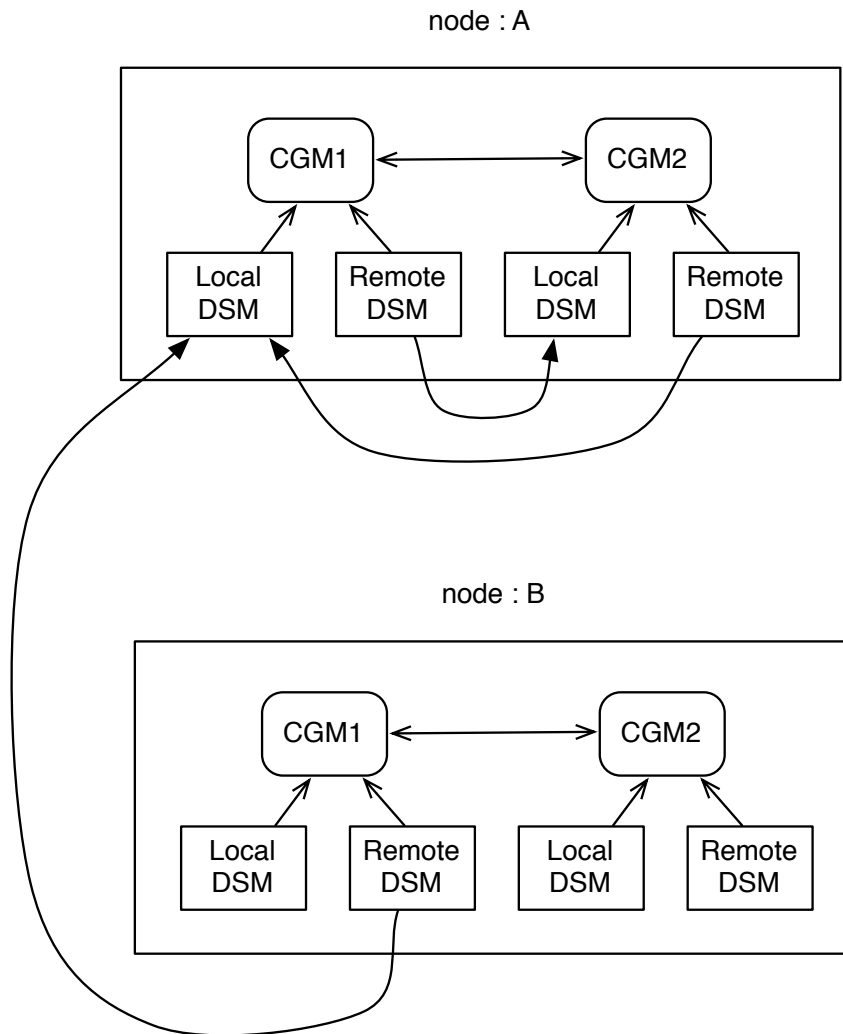 node : A
CGM1
CGM2
Local
DSM
Remote
DSM
Local
DSM
Remote
DSM
node : B
CGM1
CGM2
Local
DSM
Remote
DSM
Local
DSM
Remote
DSM